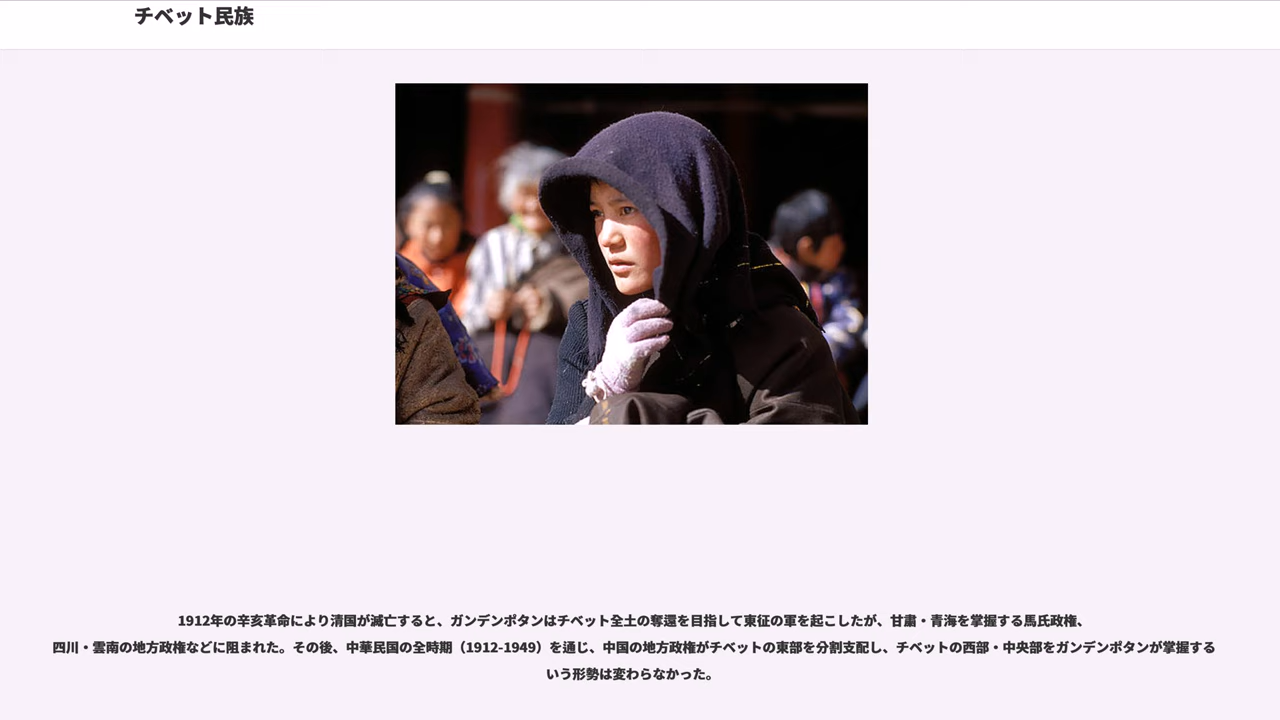 チベット民族
1912年の辛亥革命により清国が滅亡すると、ガンデンポタンはチベット全土の奪還を目指して東征の軍を起こしたが、甘粛・青海を掌握する馬氏政権、
四川・雲南の地方政権などに阻まれた。その後、中華民国の全時期（1912-1949）を通じ、中国の地方政権がチベットの東部を分割支配し、チベットの西部・中央部をガンデンポタンが掌握する
いう形勢は変わらなかった。